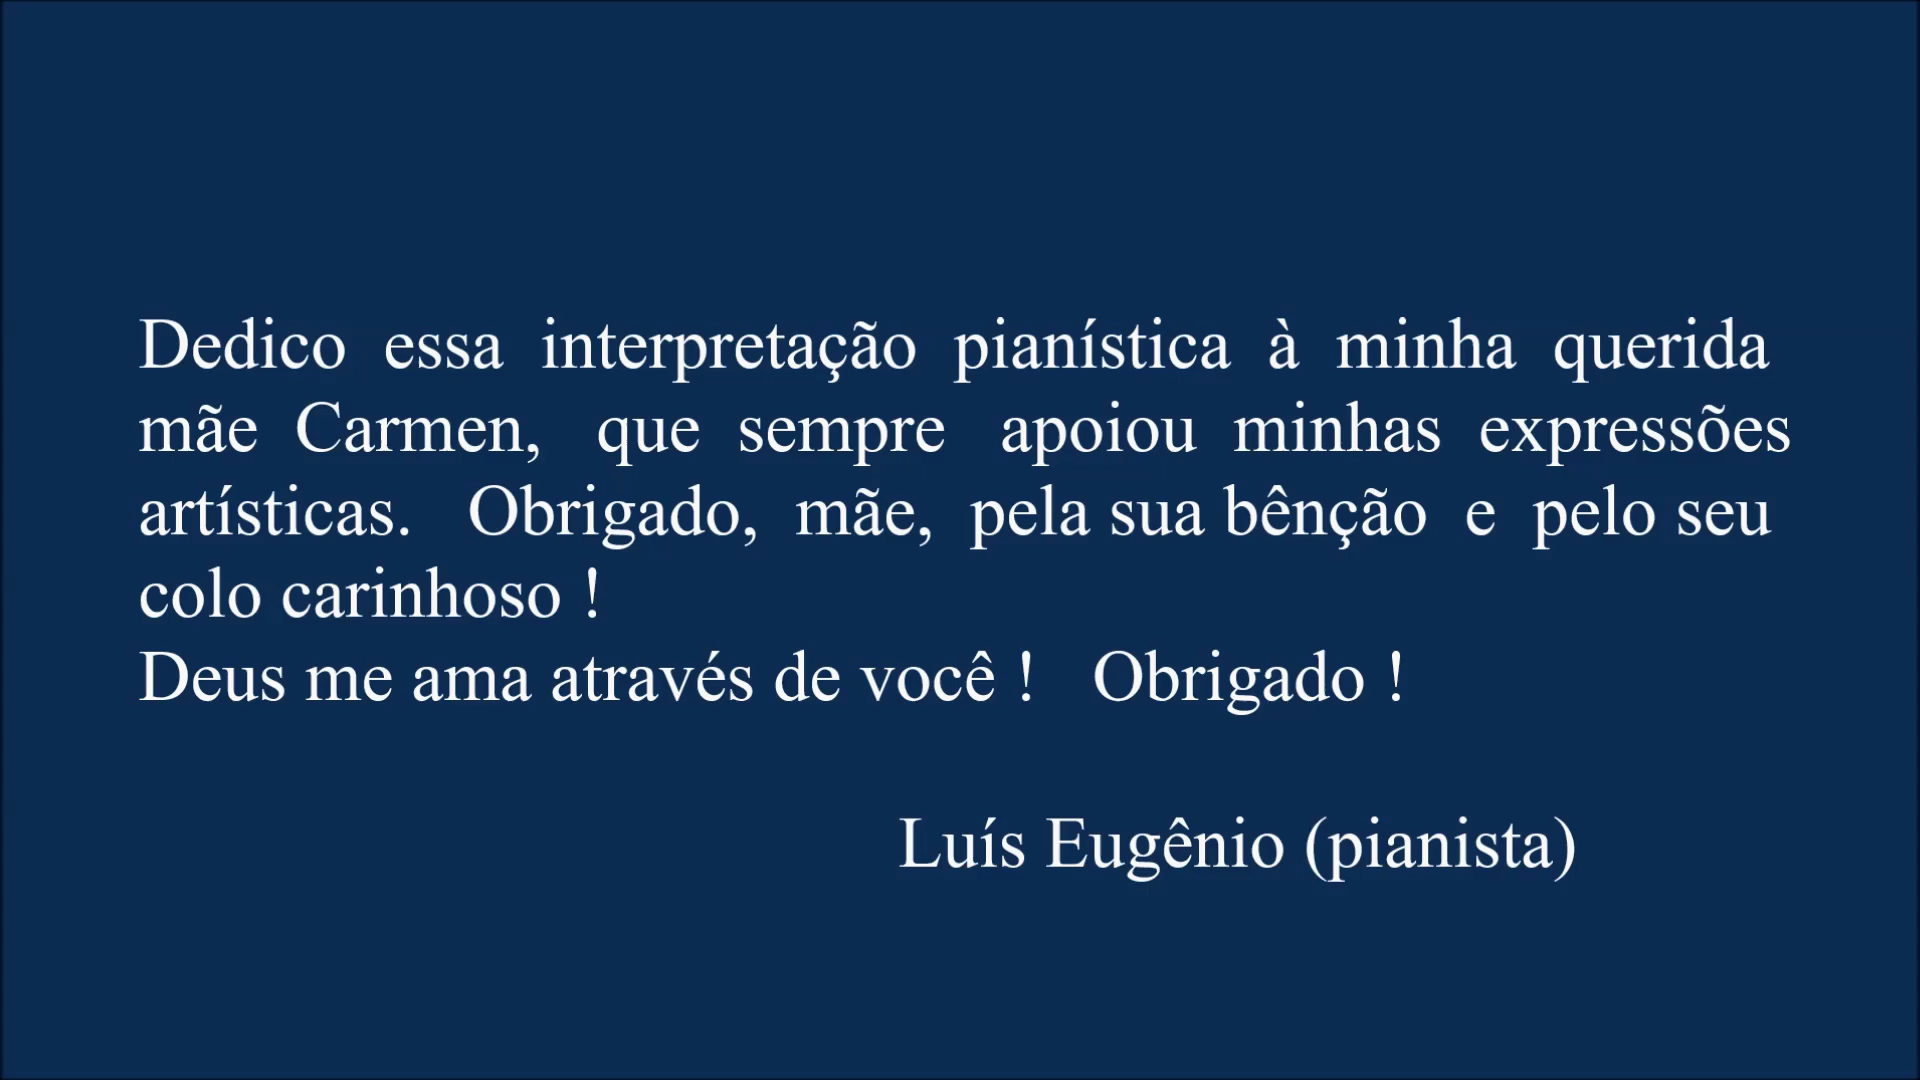 Dedico essa interpretação pianística à minha querida
mãe Carmen, que sempre apoiou minhas expressões
artísticas. Obrigado, mãe, pela sua bênção e pelo seu
colo carinhoso !
Deus me ama através de você ! Obrigado !
Luís Eugênio (pianista)